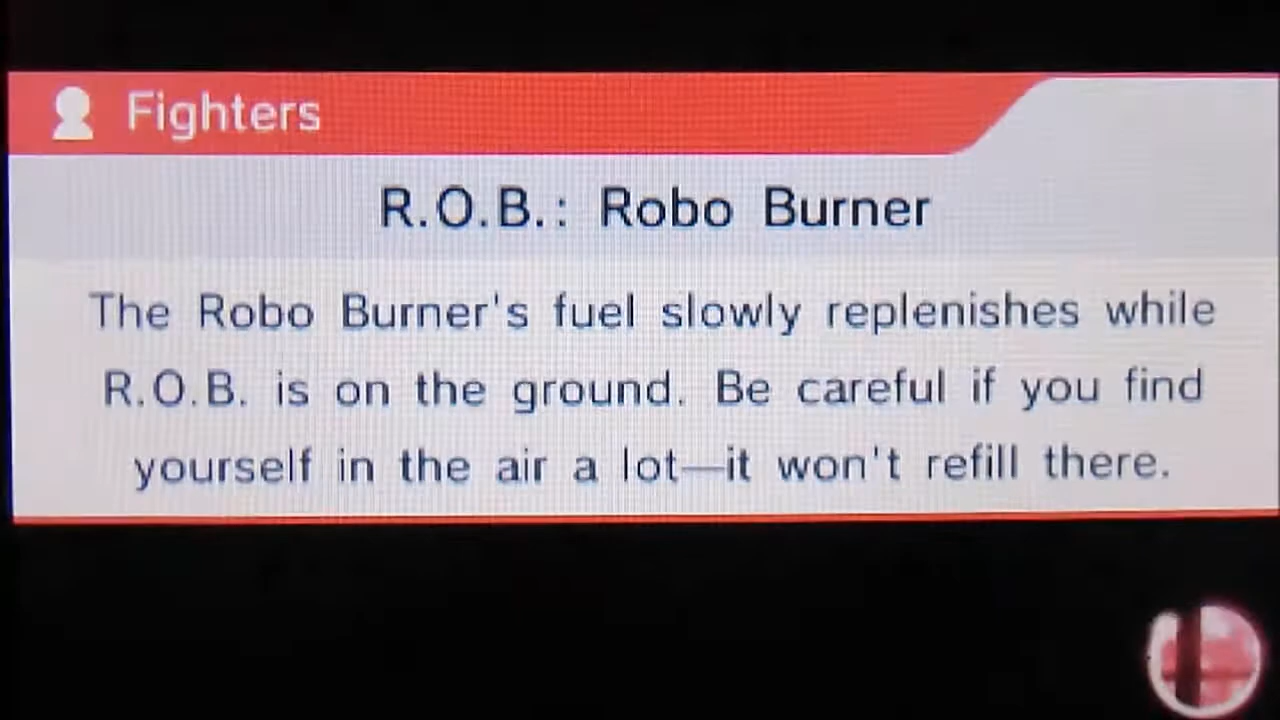 Fighters
R.O.B.: Robo Burner
The Robo Burner's fuel slowly replenishes while
R.O.B. is on the ground. Be careful if you find
yourself in the air a lot—it won't refill there.